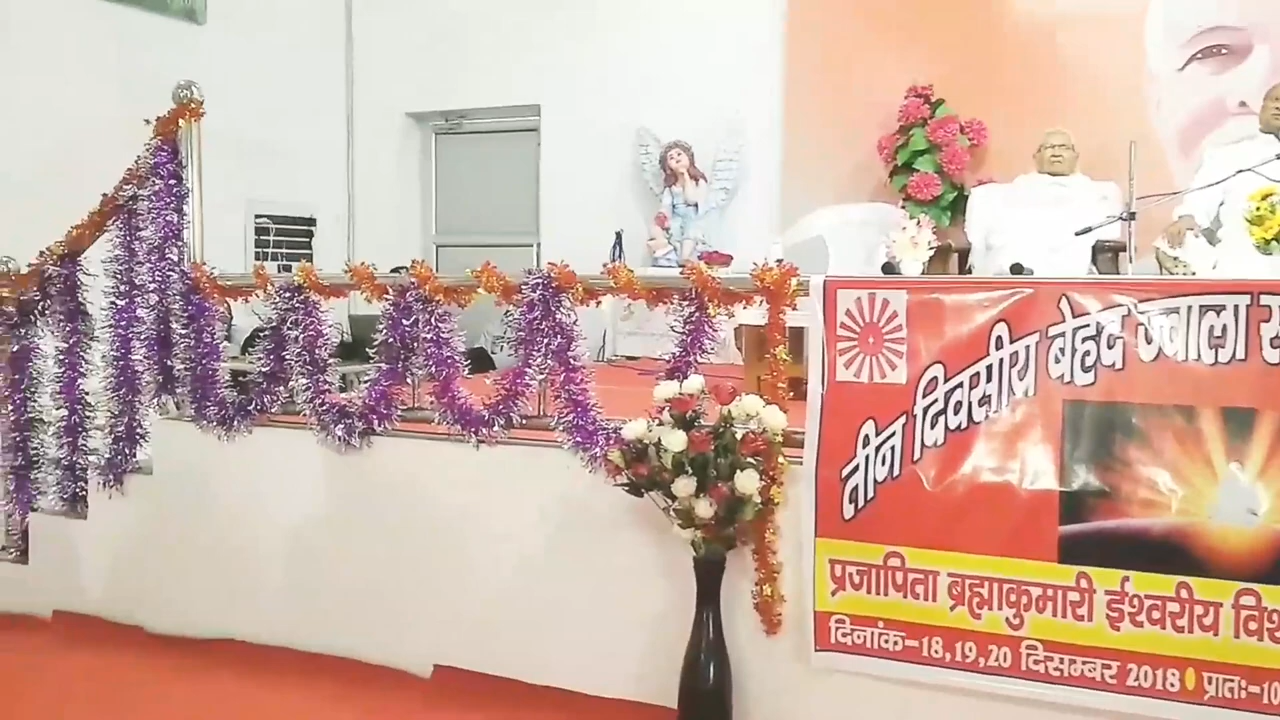 तीन दिवसीय बेहद ज्वाला
प्रजापिता ब्रह्माकुमारी ईश्वरीय
दिनांक-18,19,20 दिसम्बर 2018 प्रातः-10